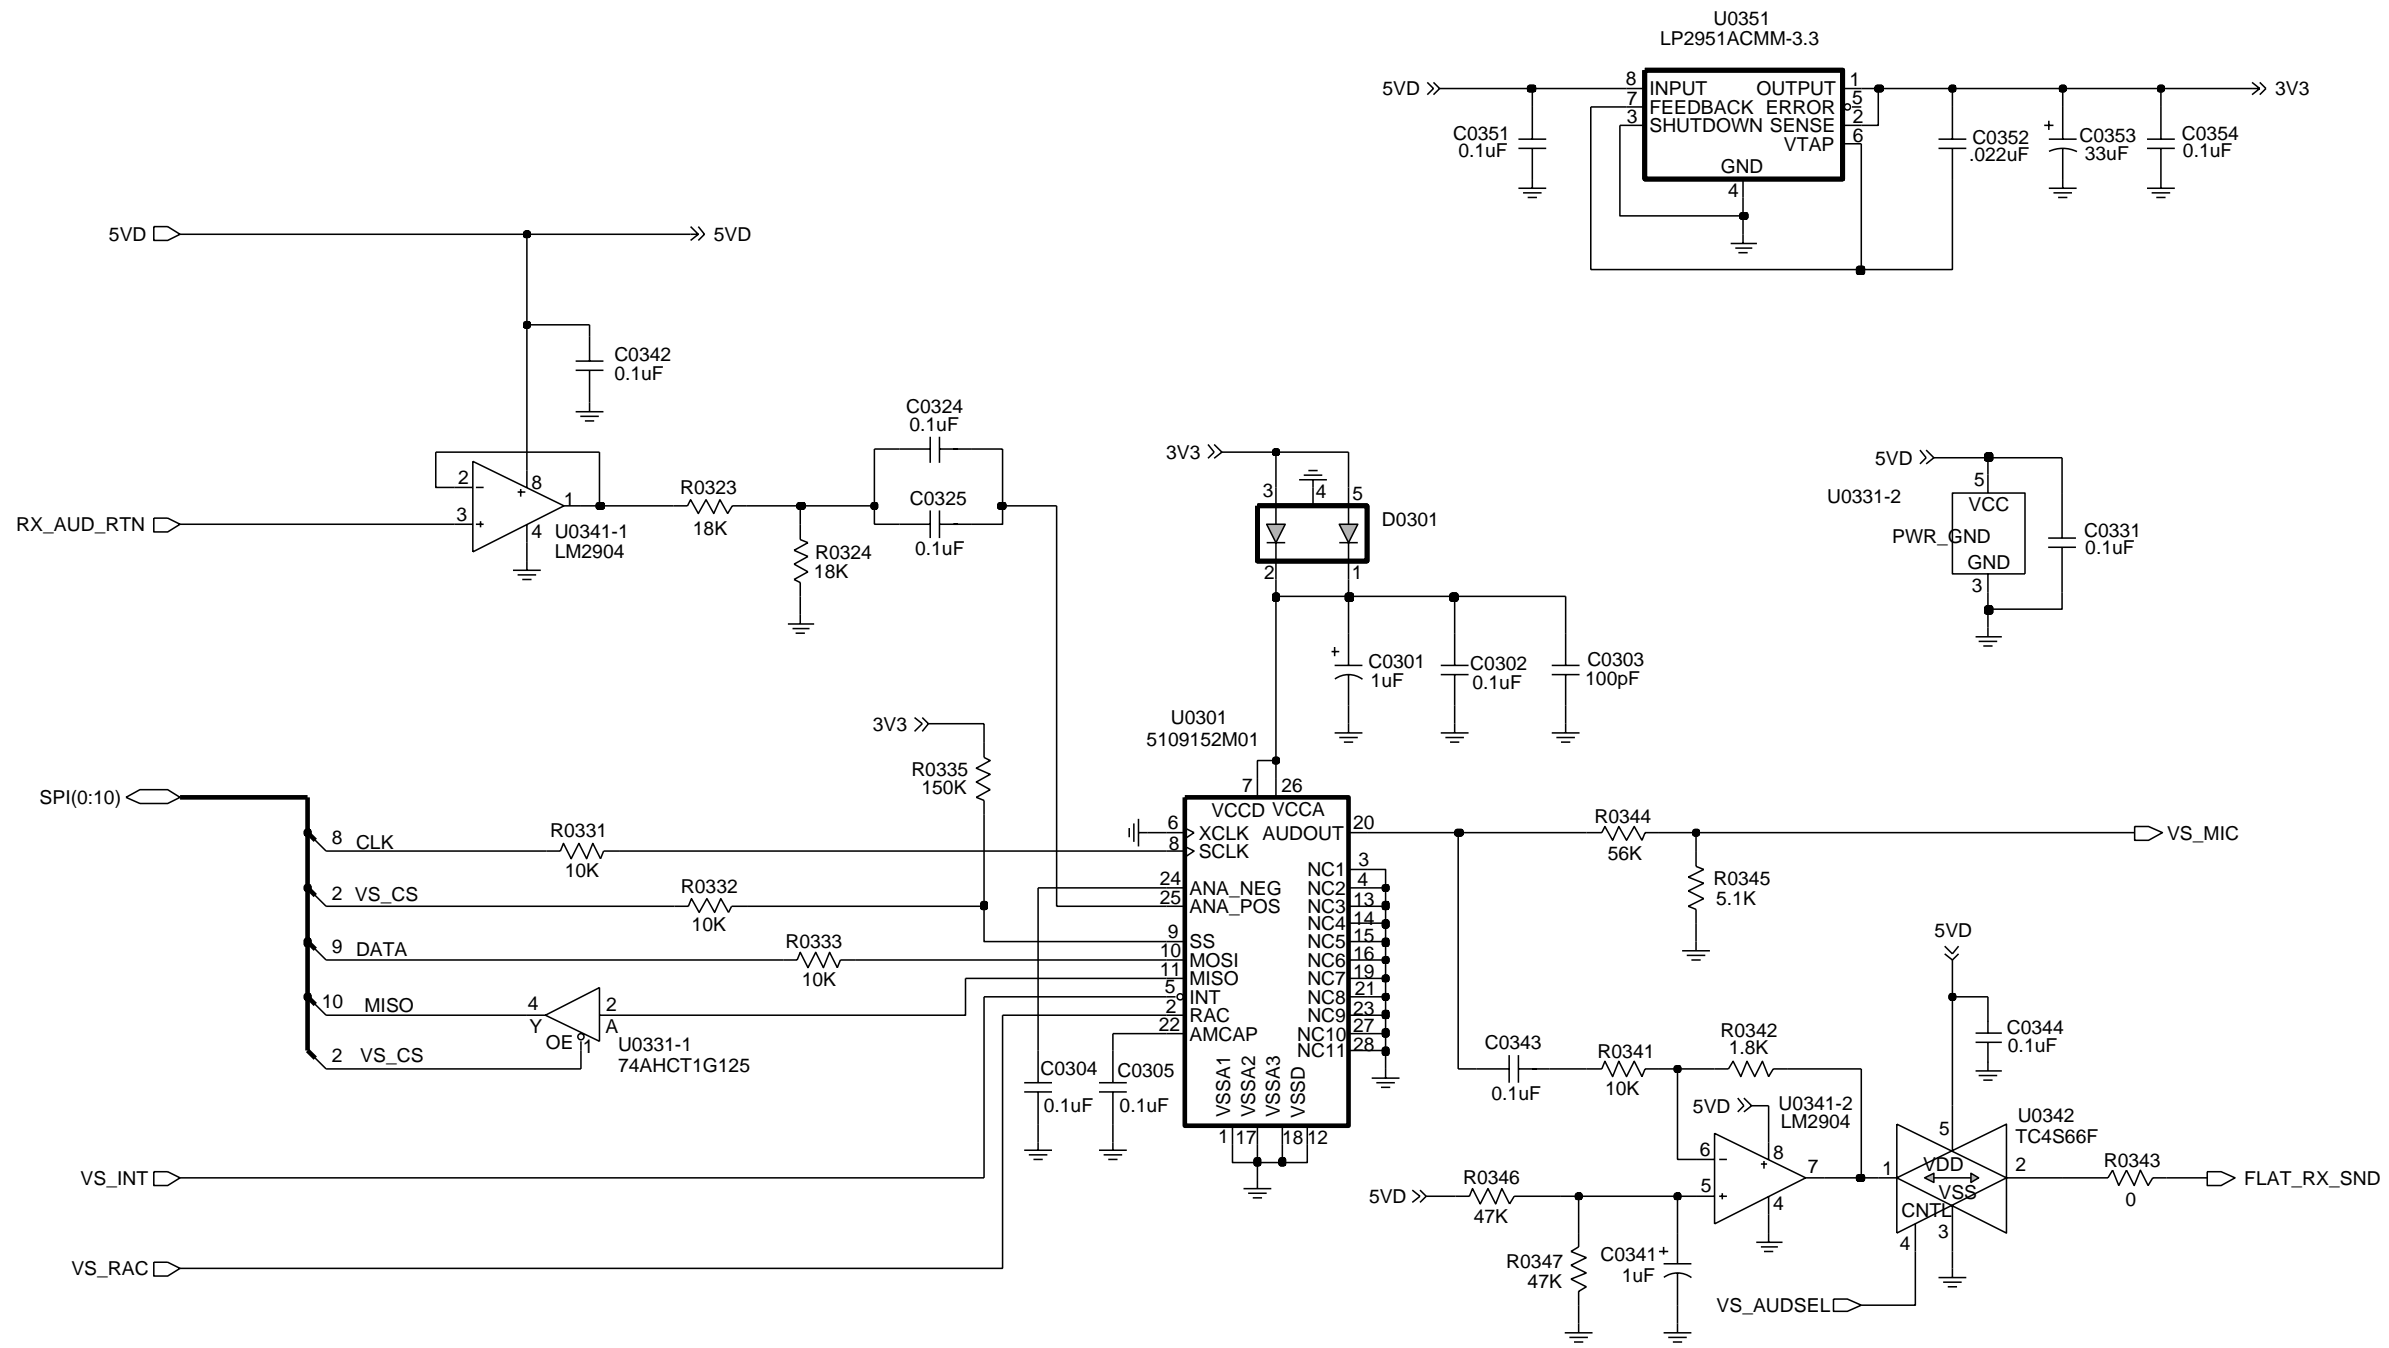 U0351
LP2951ACMM-3.3
5VD
8
INPUT
OUTPUT
1
7
FEEDBACK
ERROR
5
3
SHUTDOWN
SENSE
2
VTAP
6
GND
4
3V3
C0351
0.1uF
C0352
.022uF
+
C0353
33uF
C0354
0.1uF
5VD
5VD
C0342
0.1uF
C0324
0.1uF
C0325
0.1uF
RX_AUD_RTN
2
3
−
+
+
8
1
4
U0341-1
LM2904
R0323
18K
R0324
18K
3V3
3
4
5
D0301
2
1
+
C0301
1uF
C0302
0.1uF
C0303
100pF
5VD
5
U0331-2
VCC
PWR_GND
GND
3
C0331
0.1uF
3V3
R0335
150K
U0301
5109152M01
7
26
VCCD
VCCA
SPI(0:10)
8
CLK
R0331
10K
2
VS_CS
R0332
10K
9
DATA
R0333
10K
10
MISO
4
Y
2
A
OE
1
U0331-1
74AHCT1G125
2
VS_CS
6
XCLK
8
SCLK
24
ANA_NEG
25
ANA_POS
9
SS
10
MOSI
11
MISO
5
INT
2
RAC
22
AMCAP
AUDOUT
20
NC1
3
NC2
4
NC3
13
NC4
14
NC5
15
NC6
16
NC7
19
NC8
21
NC9
23
NC10
27
NC11
28
VSSA1
VSSA2
VSSA3
VSSD
1
17
18
12
C0304
0.1uF
C0305
0.1uF
VS_INT
VS_RAC
R0344
56K
VS_MIC
R0345
5.1K
C0343
0.1uF
R0341
10K
R0342
1.8K
5VD
U0341-2
LM2904
6
−
+
8
7
5
+
4
5VD
R0346
47K
R0347
47K
C0341
+
1uF
5VD
C0344
0.1uF
U0342
TC4S66F
5
1
VDD
VSS
2
CNTL
4
3
R0343
0
FLAT_RX_SND
VS_AUDSEL